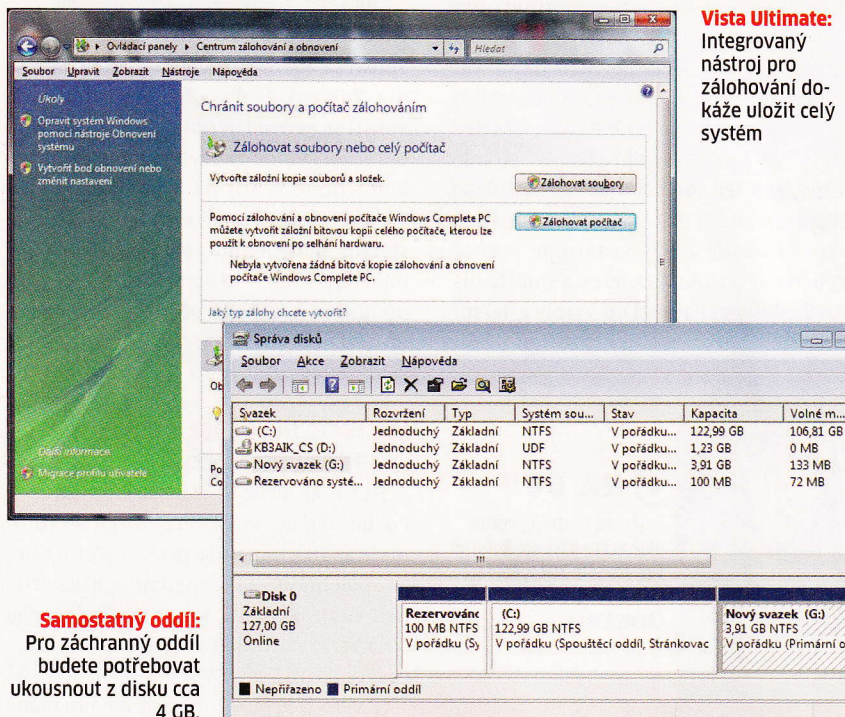 Vista Ultimate:
Integrovaný
nástroj pro
zálohování do-
káže uložit celý
systém
Ovládací panely ▸ Centrum zálohování a obnovení
Hledat
Soubor Upravit Zobrazit Nástroje Nápověda
Úkoly
Opravit systém Windows
pomocí nástroje Obnovení
systému
Vytvořit bod obnovení nebo
změnit nastavení
Další informace
Migrace profilu uživatele
Chránit soubory a počítač zálohováním
Zálohovat soubory nebo celý počítač
Vytvořte záložní kopie souborů a složek.
Zálohovat soubory
Pomocí zálohování a obnovení počítače Windows Complete PC
můžete vytvořit záložní bitovou kopii celého počítače, kterou lze
použít k obnovení po selhání hardwaru.
Zálohovat počítač
Nebyla vytvořena žádná bitová kopie zálohování a obnovení
počítače Windows Complete PC.
Jaký typ zálohy chcete vytvořit?
Ob
Po
Co
Správa disků
Soubor Akce Zobrazit Nápověda
Svazek Rozvržení Typ Systém sou... Stav Kapacita Volné m...
(C:) Jednoduchý Základní NTFS V pořádku... 122,99 GB 106,81 GB
KB3AIK_CS (D:) Jednoduchý Základní UDF V pořádku... 1,23 GB 0 MB
Nový svazek (G:) Jednoduchý Základní NTFS V pořádku... 3,91 GB 133 MB
Rezervováno systé... Jednoduchý Základní NTFS V pořádku... 100 MB 72 MB
Disk 0
Základní
127,00 GB
Online
Rezervovánc
100 MB NTFS
V pořádku (Sy
(C:)
122,99 GB NTFS
V pořádku (Spouštěcí oddíl, Stránkovac
Nový svazek (G:)
3,91 GB NTFS
V pořádku (Primární o
Nepřiřazeno Primární oddíl
Samostatný oddíl:
Pro záchranný oddíl
budete potřebovat
ukousnout z disku cca
4 GB.